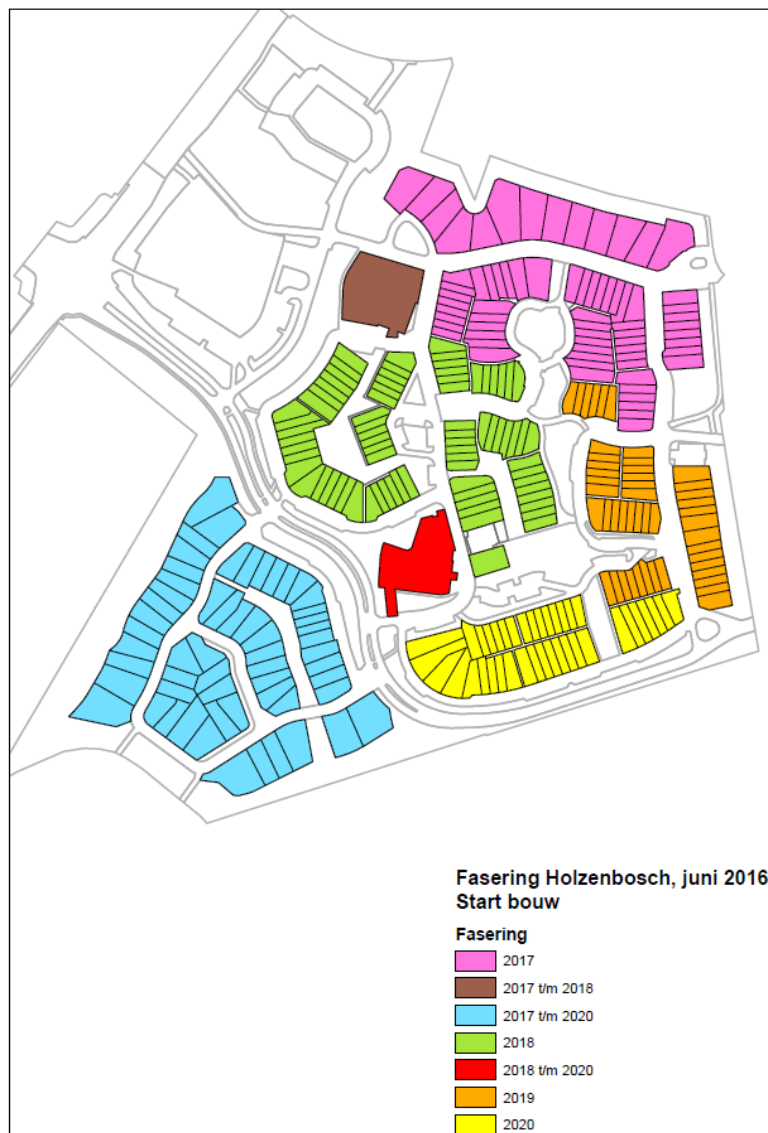 Fasering Holzenbosch, juni 2016
Start bouw
Fasering
2017
2017 t/m 2018
2017 t/m 2020
2018
2018 t/m 2020
2019
2020